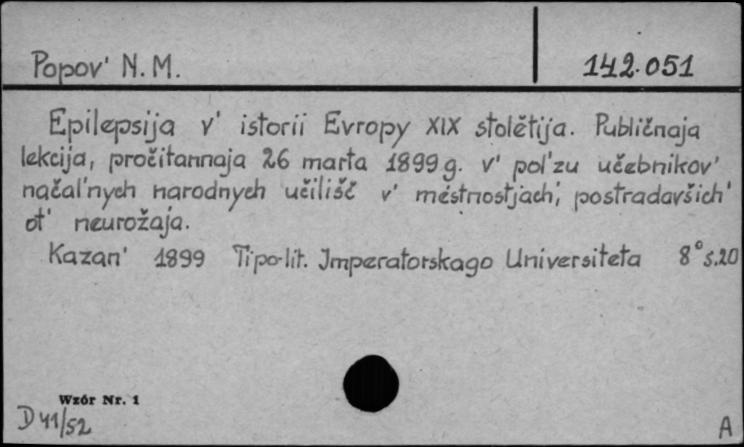 Popov' N. M.
142.051
Epilepsija v' istorii Evropy XIX stolětija. Publičnaja
lekcija, pročitannaja 26 marta 1899 g. v' pol'zu učebnikov'
načal'nych narodnych učilišč v' městnostjach', postradavšich'
ot' neurožaja.
Kazan' 1899 Tipo-lit. Imperatorskago Universiteta 8° s.20
Wzór Nr. 1
D 41/52
A